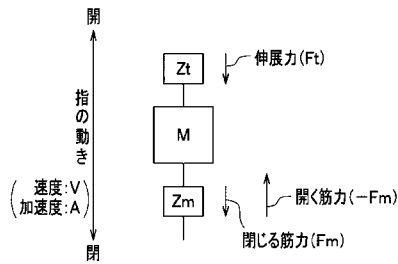 開
Zt
伸展力(Ft)
指の動き
M
速度:V
加速度:A
Zm
開く筋力(−Fm)
閉じる筋力(Fm)
閉